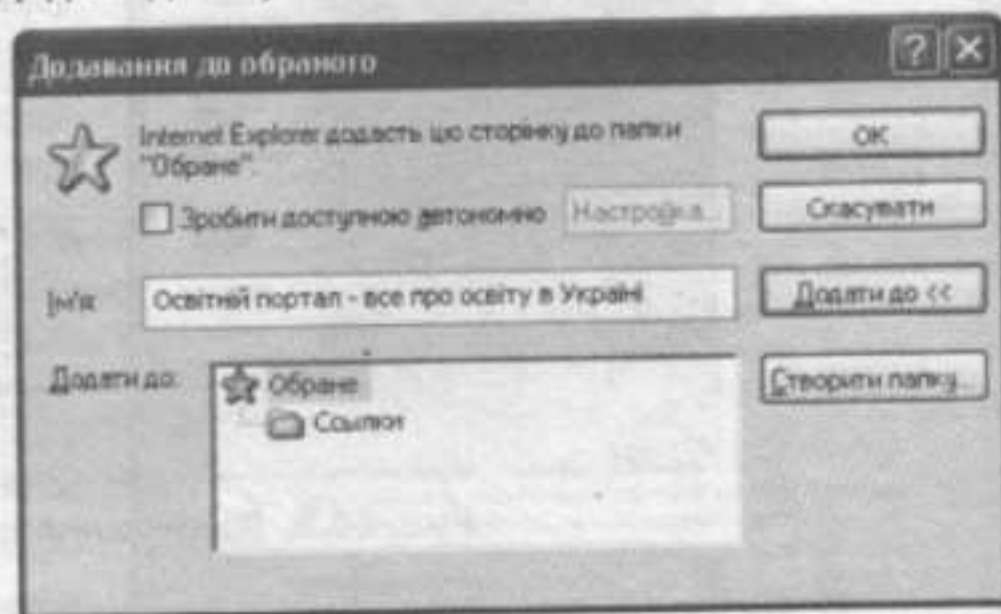 Додавання до обраного
Internet Explorer додасть цю сторінку до папки
"Обране".
OK
Зробити доступною автономно
Настройка...
Скасувати
Ім'я:
Освітній портал - все про освіту в Україні
Додати до <<
Додати до:
Обране
Ссылки
Створити папку...